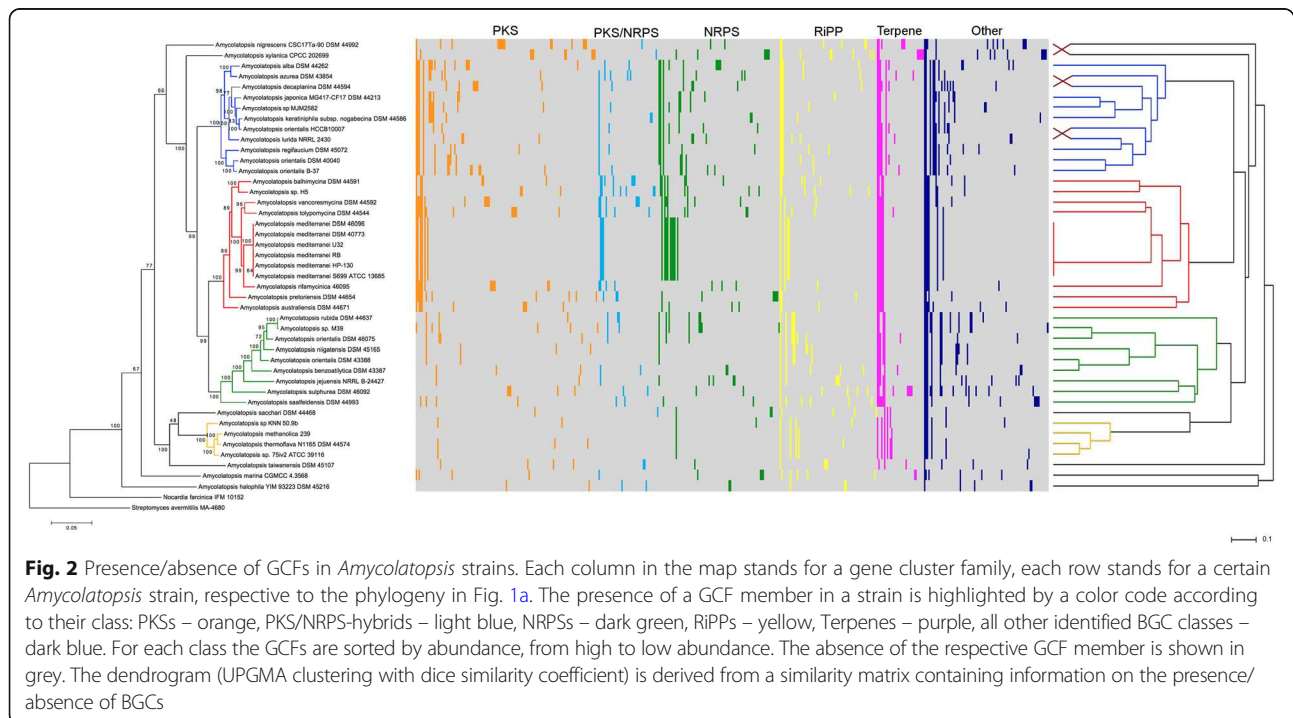 PKS PKS/NRPS NRPS RiPP Terpene Other
Amycolatopsis nigrescens CSC17Ta-90 DSM 44992
Amycolatopsis xylanica CPCC 202699
Amycolatopsis alba DSM 44262
Amycolatopsis azurea DSM 43854
Amycolatopsis decaplanina DSM 44594
Amycolatopsis japonica MG417-CF17 DSM 44213
Amycolatopsis sp MJM2582
Amycolatopsis keratiniphila subsp. nogabecina DSM 44586
Amycolatopsis orientalis HCCB10007
Amycolatopsis lurida NRRL 2430
Amycolatopsis regifaucium DSM 45072
Amycolatopsis orientalis DSM 40040
Amycolatopsis orientalis B-37
Amycolatopsis balhimycina DSM 44591
Amycolatopsis sp. H5
Amycolatopsis vancoresmycina DSM 44592
Amycolatopsis tolypomycina DSM 44544
Amycolatopsis mediterranei DSM 46096
Amycolatopsis mediterranei DSM 40773
Amycolatopsis mediterranei U32
Amycolatopsis mediterranei RB
Amycolatopsis mediterranei HP-130
Amycolatopsis mediterranei S699 ATCC 13685
Amycolatopsis rifamycinica 46095
Amycolatopsis pretoriensis DSM 44654
Amycolatopsis australiensis DSM 44671
Amycolatopsis rubida DSM 44637
Amycolatopsis sp. M39
Amycolatopsis orientalis DSM 46075
Amycolatopsis niigatensis DSM 45165
Amycolatopsis orientalis DSM 43388
Amycolatopsis benzoatilytica DSM 43387
Amycolatopsis jejuensis NRRL B-24427
Amycolatopsis sulphurea DSM 46092
Amycolatopsis saalfeldensis DSM 44993
Amycolatopsis sacchari DSM 44468
Amycolatopsis sp KNN 50.9b
Amycolatopsis methanolica 239
Amycolatopsis thermoflava N1165 DSM 44574
Amycolatopsis sp. 75iv2 ATCC 39116
Amycolatopsis taiwanensis DSM 45107
Amycolatopsis marina CGMCC 4.3568
Amycolatopsis halophila YIM 93223 DSM 45216
Nocardia farcinica IFM 10152
Streptomyces avermitilis MA-4680
0.05
0.1
Fig. 2 Presence/absence of GCFs in Amycolatopsis strains. Each column in the map stands for a gene cluster family, each row stands for a certain
Amycolatopsis strain, respective to the phylogeny in Fig. 1a. The presence of a GCF member in a strain is highlighted by a color code according
to their class: PKSs – orange, PKS/NRPS-hybrids – light blue, NRPSs – dark green, RiPPs – yellow, Terpenes – purple, all other identified BGC classes –
dark blue. For each class the GCFs are sorted by abundance, from high to low abundance. The absence of the respective GCF member is shown in
grey. The dendrogram (UPGMA clustering with dice similarity coefficient) is derived from a similarity matrix containing information on the presence/
absence of BGCs